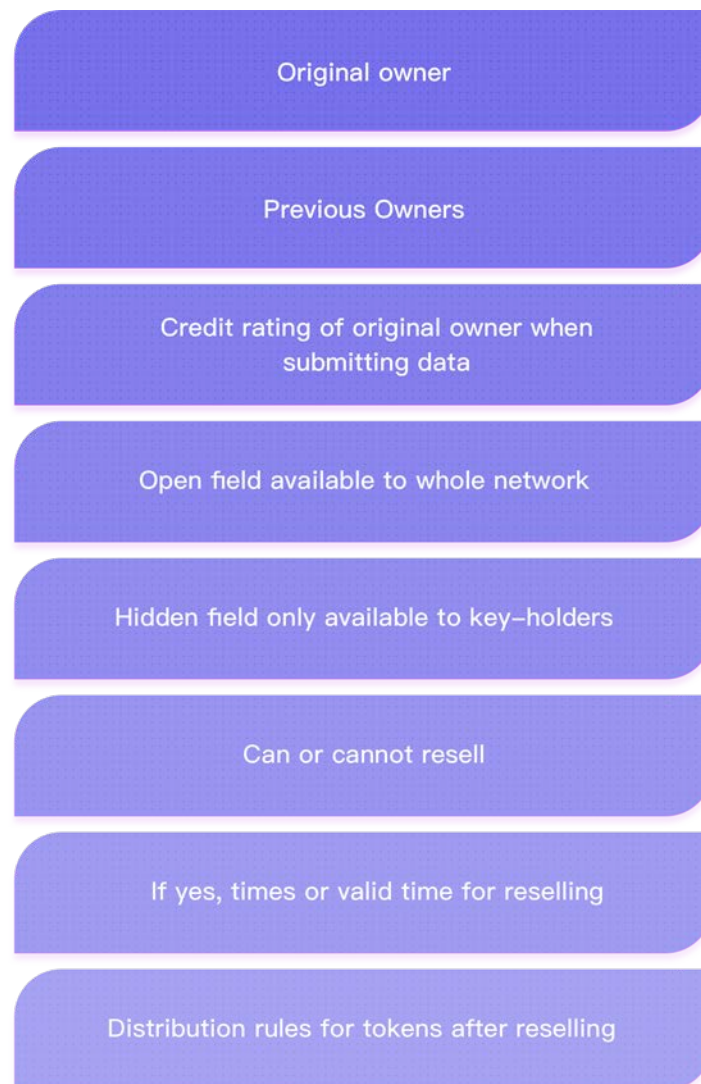 Original owner
Previous Owners
Credit rating of original owner when
submitting data
Open field available to whole network
Hidden field only available to key-holders
Can or cannot resell
If yes, times or valid time for reselling
Distribution rules for tokens after reselling